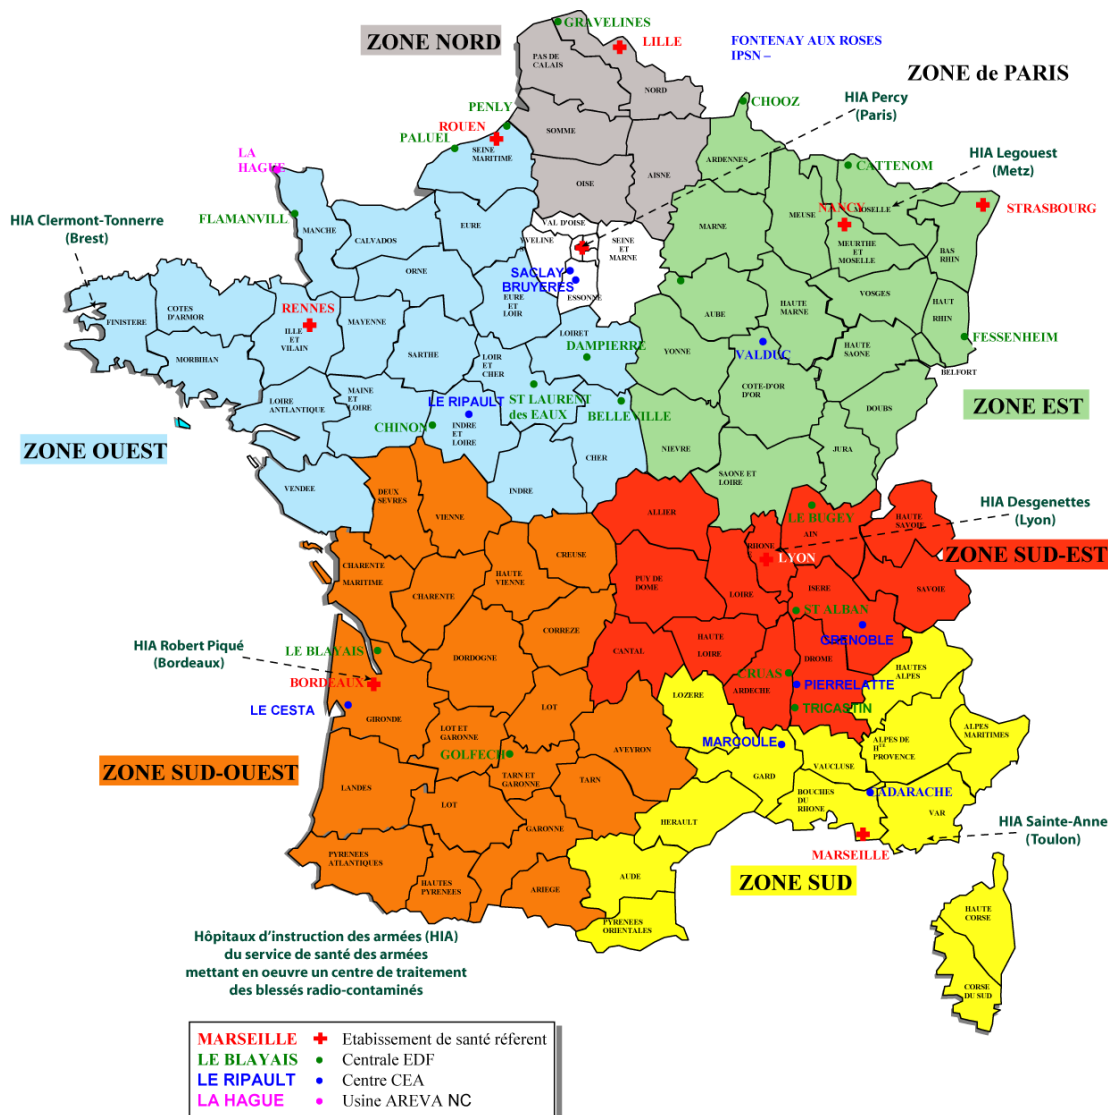 GRAVELINES
ZONE NORD
LILLE
FONTENAY AUX ROSES
IPSN –
PAS DE
CALAIS
NORD
ZONE de PARIS
HIA Percy
(Paris)
CHOOZ
PENLY
ROUEN
SOMME
PALUEL
SEINE
MARITIME
ARDENNES
AISNE
OISE
CATTENOM
HIA Legouest
(Metz)
LA
HAGUE
HIA Clermont-Tonnerre
(Brest)
FLAMANVILL
MANCHE
CALVADOS
EURE
VAL D'OISE
YVELINE
SEINE
ET
MARNE
MARNE
MEUSE
NANCY
MOSELLE
STRASBOURG
MEURTHE
ET
MOSELLE
BAS
RHIN
ORNE
SACLAY
BRUYERES
ESSONNE
EURE
ET
LOIR
VOSGES
HAUTE
MARNE
HAUT
RHIN
AUBE
COTES
D'ARMOR
FINISTERE
RENNES
ILLE
ET
VILAIN
MAYENNE
LOIRET
DAMPIERRE
YONNE
VALDUC
HAUTE
SAONE
FESSENHEIM
BELFORT
MORBIHAN
SARTHE
LOIR
ET
CHER
COTE-D'OR
D'OR
DOUBS
LOIRE
ANTLANTIQUE
MAINE
ET
LOIRE
LE RIPAULT
ST LAURENT
des EAUX
BELLEVILLE
ZONE EST
CHINON
INDRE
ET
LOIRE
ZONE OUEST
CHER
NIEVRE
JURA
SAONE ET
LOIRE
VENDEE
DEUX
SEVRES
VIENNE
INDRE
ALLIER
LE BUGEY
AIN
HAUTE
SAVOIE
HIA Desgenettes
(Lyon)
RHONE
LYON
ZONE SUD-EST
CREUSE
CHARENTE
MARITIME
HAUTE
VIENNE
CHARENTE
PUY DE
DOME
LOIRE
ISERE
SAVOIE
ST ALBAN
GRENOBLE
CORREZE
HIA Robert Piqué
(Bordeaux)
LE BLAYAIS
DORDOGNE
CANTAL
HAUTE
LOIRE
DROME
CRUAS
ARDECHE
HAUTES
ALPES
BORDEAUX
PIERRELATTE
LE CESTA
GIRONDE
LOT
LOZERE
TRICASTIN
LOT ET
GARONNE
AVEYRON
MARCOULE
ALPES DE
HTE
PROVENCE
ALPES
MARITIMES
GOLFECH
ZONE SUD-OUEST
TARN ET
GARONNE
TARN
GARD
VAUCLUSE
LANDES
LOT
BOUCHES
DU
RHONE
ADARACHE
VAR
GARONNE
HERAULT
HIA Sainte-Anne
(Toulon)
MARSEILLE
PYRENEES
ATLANTIQUES
HAUTES
PYRENEES
ARIEGE
AUDE
ZONE SUD
PYRENEES
ORIENTALES
HAUTE
CORSE
CORSE
DU SUD
Hôpitaux d'instruction des armées (HIA)
du service de santé des armées
mettant en oeuvre un centre de traitement
des blessés radio-contaminés
MARSEILLE Etabissement de santé réferent
LE BLAYAIS Centrale EDF
LE RIPAULT Centre CEA
LA HAGUE Usine AREVA NC